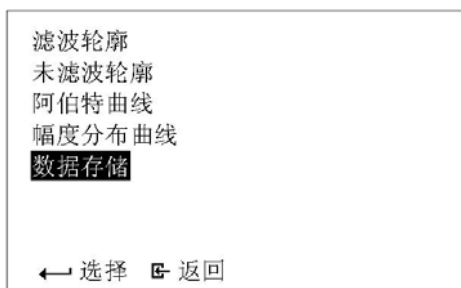 滤波轮廓
未滤波轮廓
阿伯特曲线
幅度分布曲线
数据存储
选择 返回